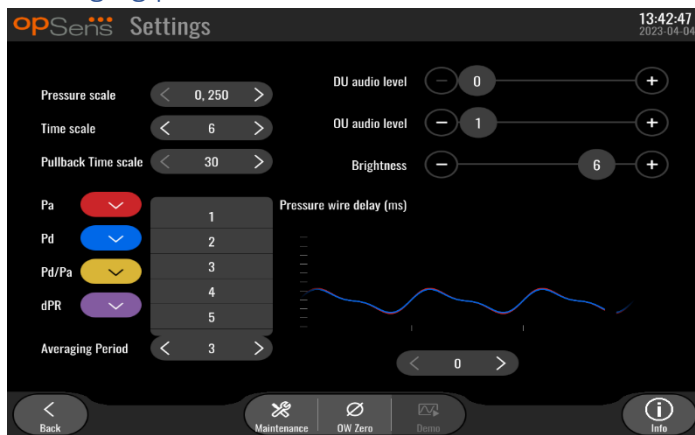 opSens Settings
13:42:47
2023-04-04
Pressure scale 0, 250
Time scale 6
Pullback Time scale 30
DU audio level 0
OU audio level 1
Brightness 6
Pa
Pd
Pd/Pa
dPR
1
2
3
4
5
Averaging Period 3
Pressure wire delay (ms)
0
Back
Maintenance
OW Zero
Demo
Info